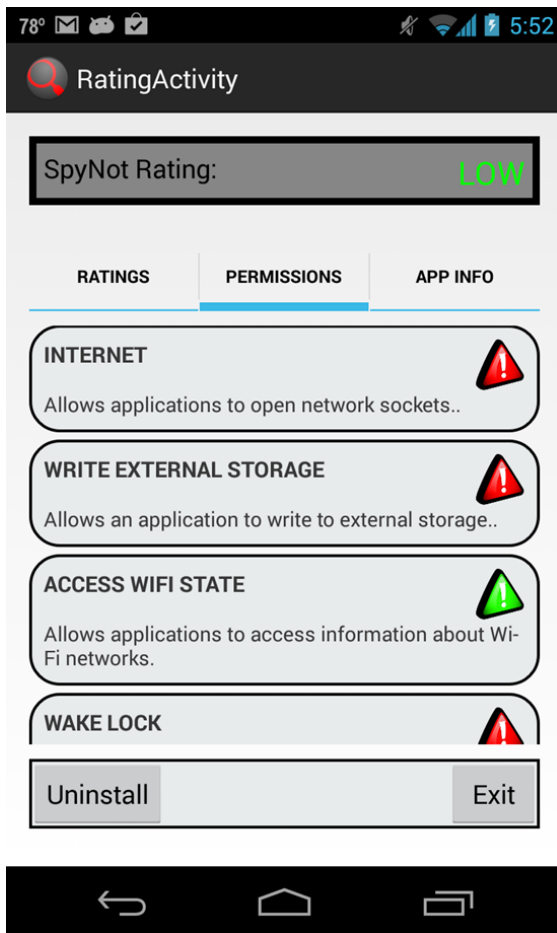 78° 5:52
RatingActivity
SpyNot Rating: LOW
RATINGS PERMISSIONS APP INFO
INTERNET
Allows applications to open network sockets..
WRITE EXTERNAL STORAGE
Allows an application to write to external storage..
ACCESS WIFI STATE
Allows applications to access information about Wi-
Fi networks.
WAKE LOCK
Uninstall Exit